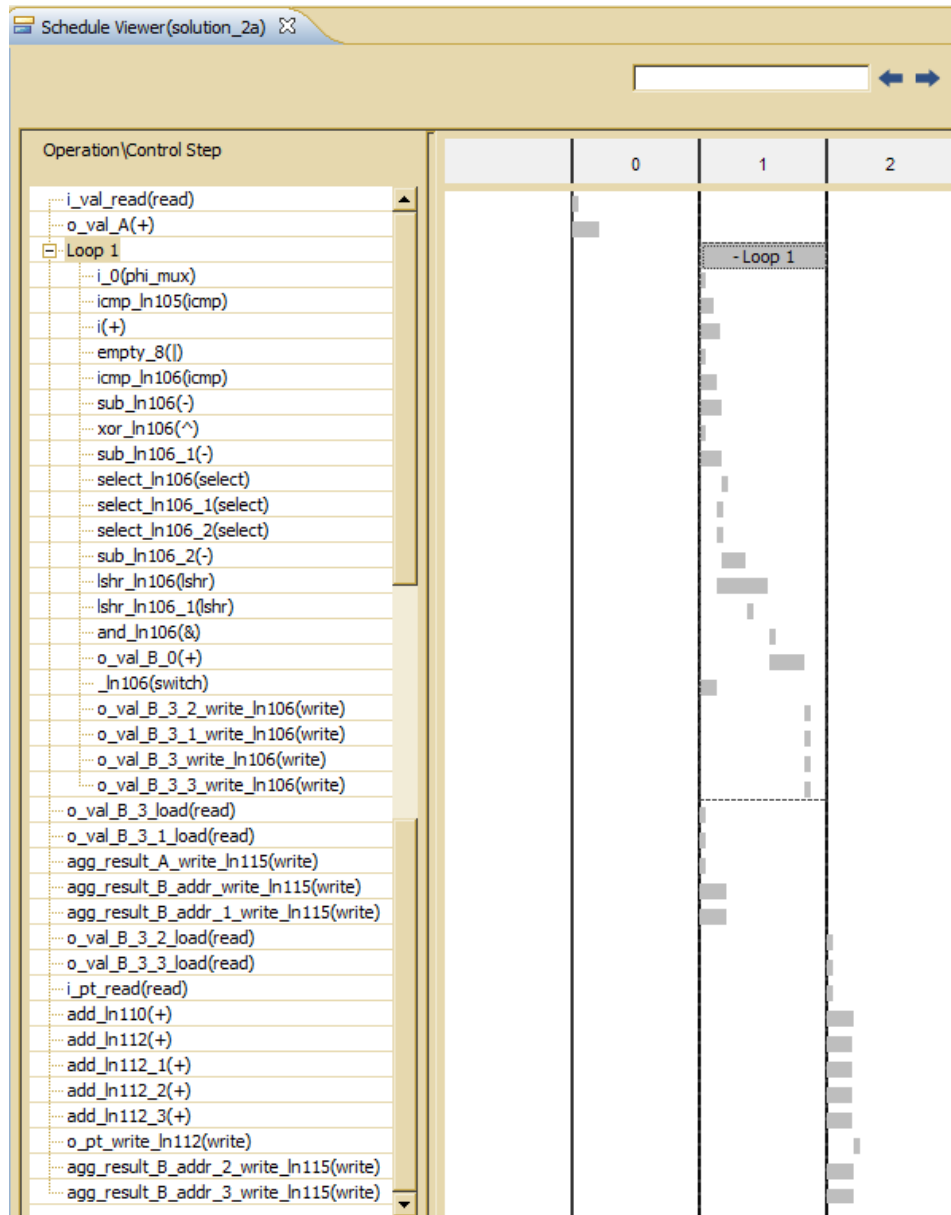 Schedule Viewer(solution_2a)
Operation\Control Step
0
1
2
i_val_read(read)
o_val_A(+)
Loop 1
- Loop 1
i_0(phi_mux)
icmp_ln105(icmp)
i(+)
empty_8(|)
icmp_ln106(icmp)
sub_ln106(-)
xor_ln106(^)
sub_ln106_1(-)
select_ln106(select)
select_ln106_1(select)
select_ln106_2(select)
sub_ln106_2(-)
lshr_ln106(lshr)
lshr_ln106_1(lshr)
and_ln106(&)
o_val_B_0(+)
_ln106(switch)
o_val_B_3_2_write_ln106(write)
o_val_B_3_1_write_ln106(write)
o_val_B_3_write_ln106(write)
o_val_B_3_3_write_ln106(write)
o_val_B_3_load(read)
o_val_B_3_1_load(read)
agg_result_A_write_ln115(write)
agg_result_B_addr_write_ln115(write)
agg_result_B_addr_1_write_ln115(write)
o_val_B_3_2_load(read)
o_val_B_3_3_load(read)
i_pt_read(read)
add_ln110(+)
add_ln112(+)
add_ln112_1(+)
add_ln112_2(+)
add_ln112_3(+)
o_pt_write_ln112(write)
agg_result_B_addr_2_write_ln115(write)
agg_result_B_addr_3_write_ln115(write)